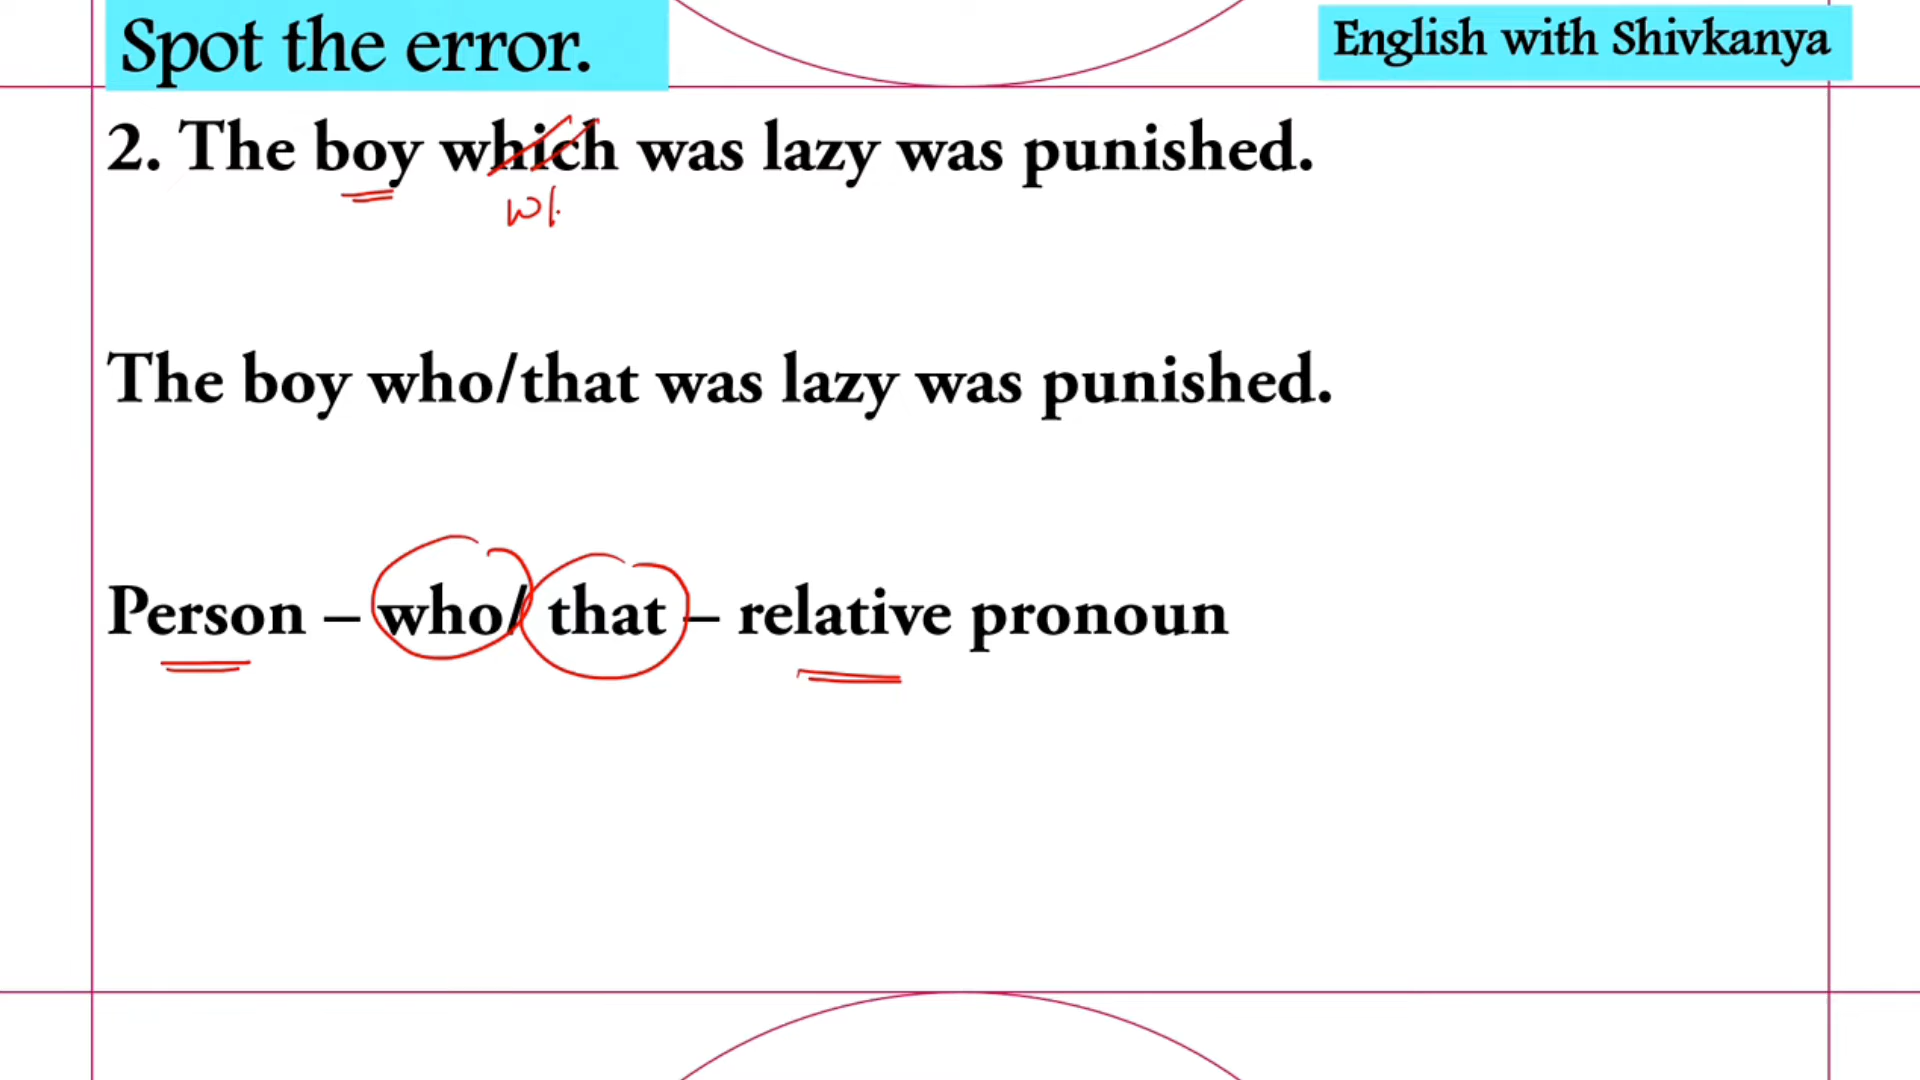 Spot the error.
English with Shivkanya
2. The boy which was lazy was punished.
wh
The boy who/that was lazy was punished.
Person – who/ that – relative pronoun